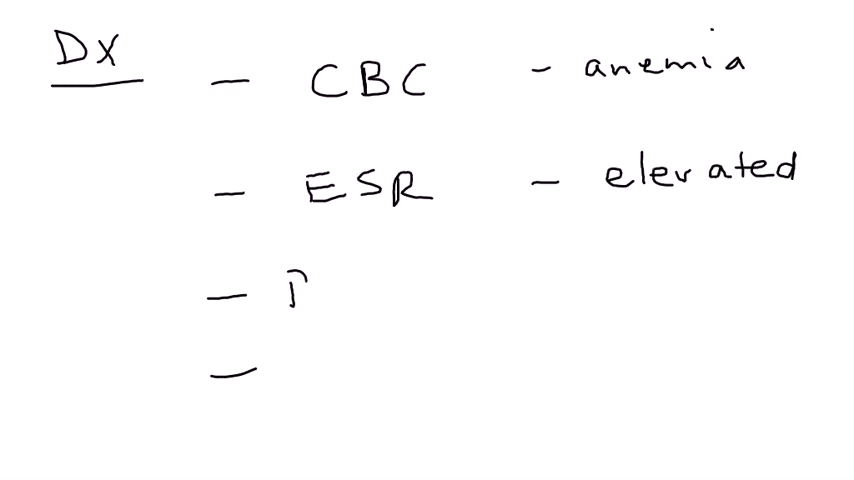 Dx - CBC - anemia
- ESR - elevated
-
-